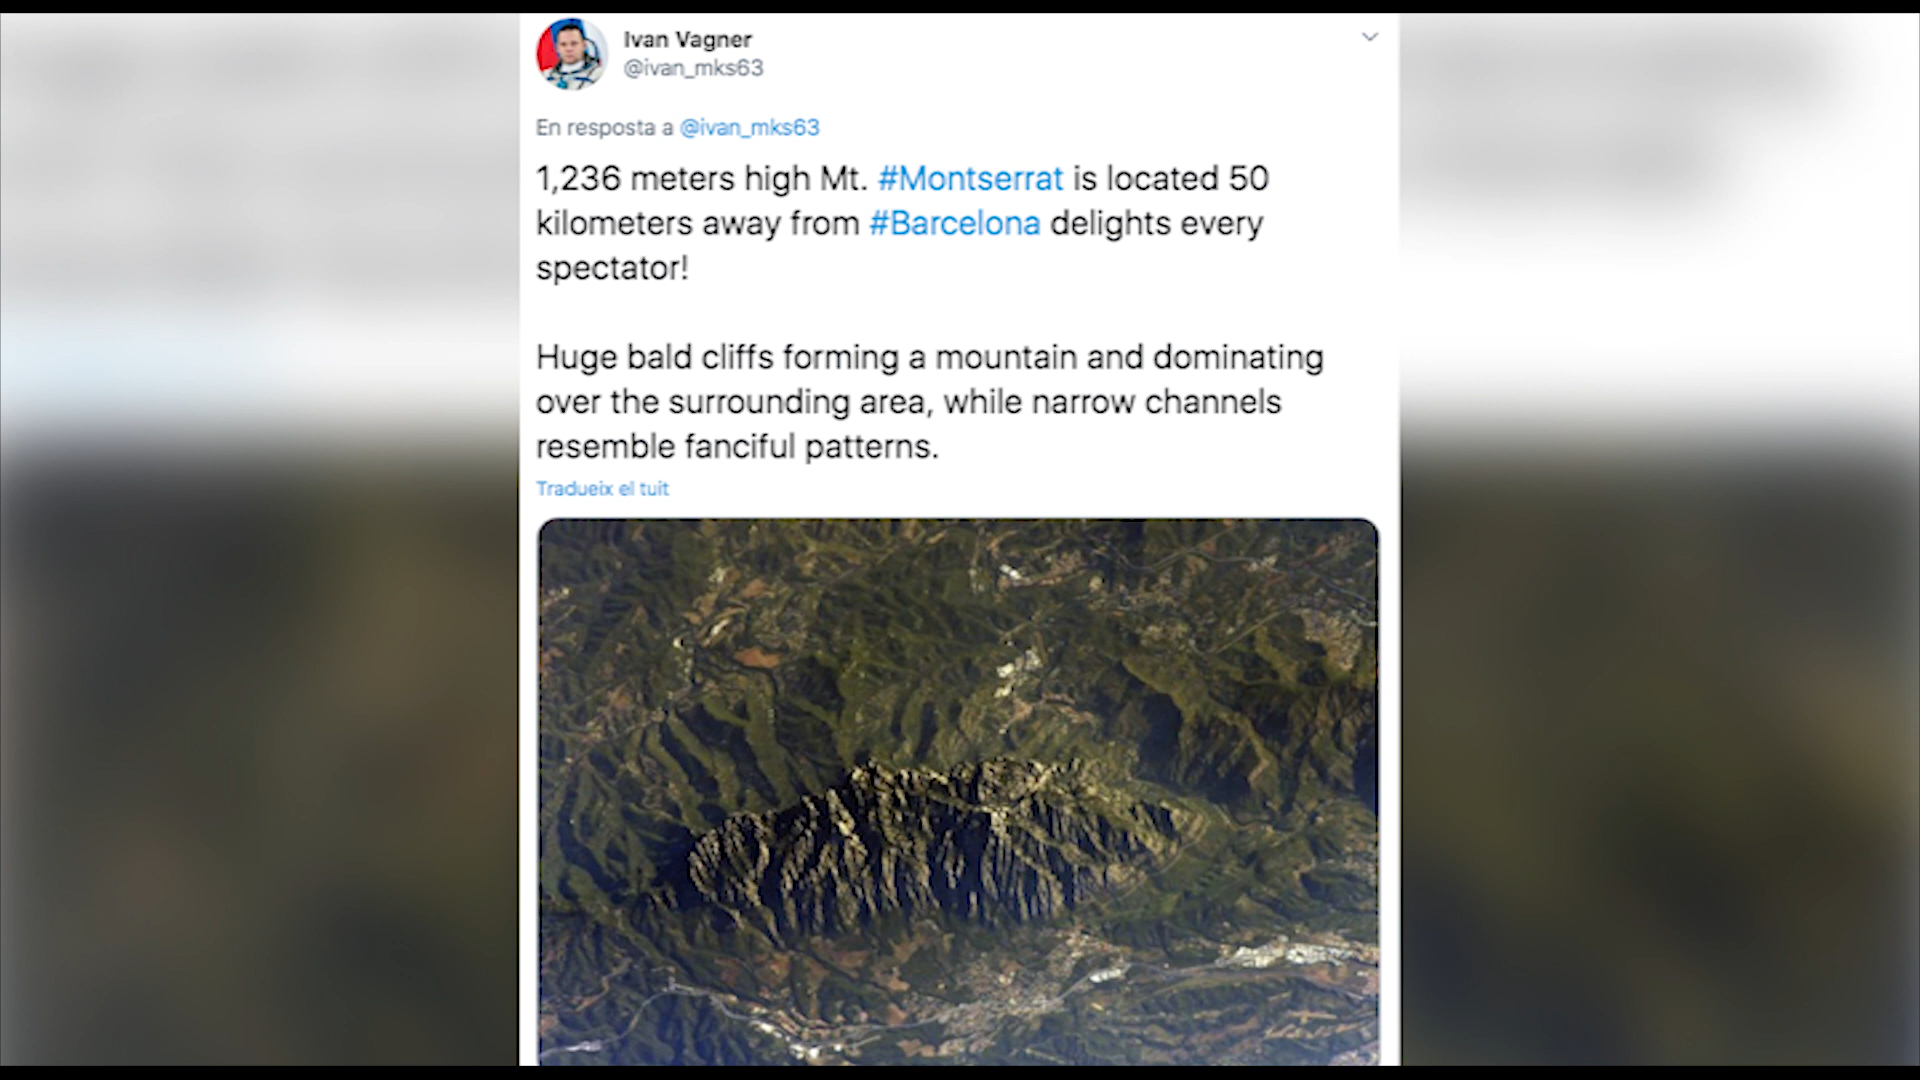 Ivan Vagner
@ivan_mks63
En resposta a @ivan_mks63
1,236 meters high Mt. #Montserrat is located 50
kilometers away from #Barcelona delights every
spectator!
Huge bald cliffs forming a mountain and dominating
over the surrounding area, while narrow channels
resemble fanciful patterns.
Tradueix el tuit